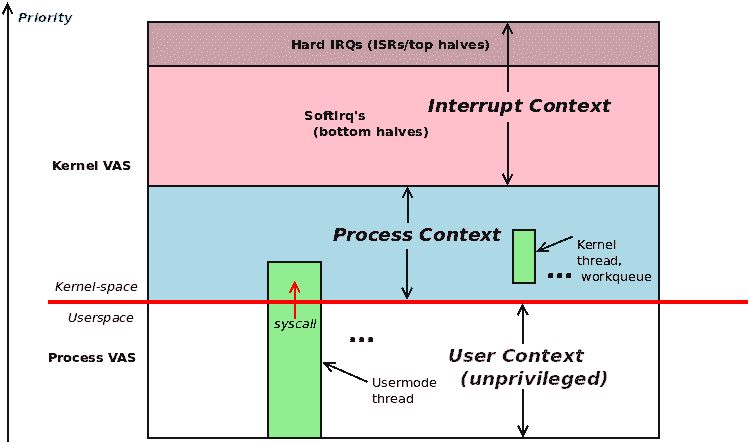 Priority
Hard IRQs (ISRs/top halves)
Interrupt Context
SoftIrq's
(bottom halves)
Kernel VAS
Process Context
Kernel
thread,
... workqueue
Kernel-space
Userspace
syscall
...
Process VAS
User Context
(unprivileged)
Usermode
thread